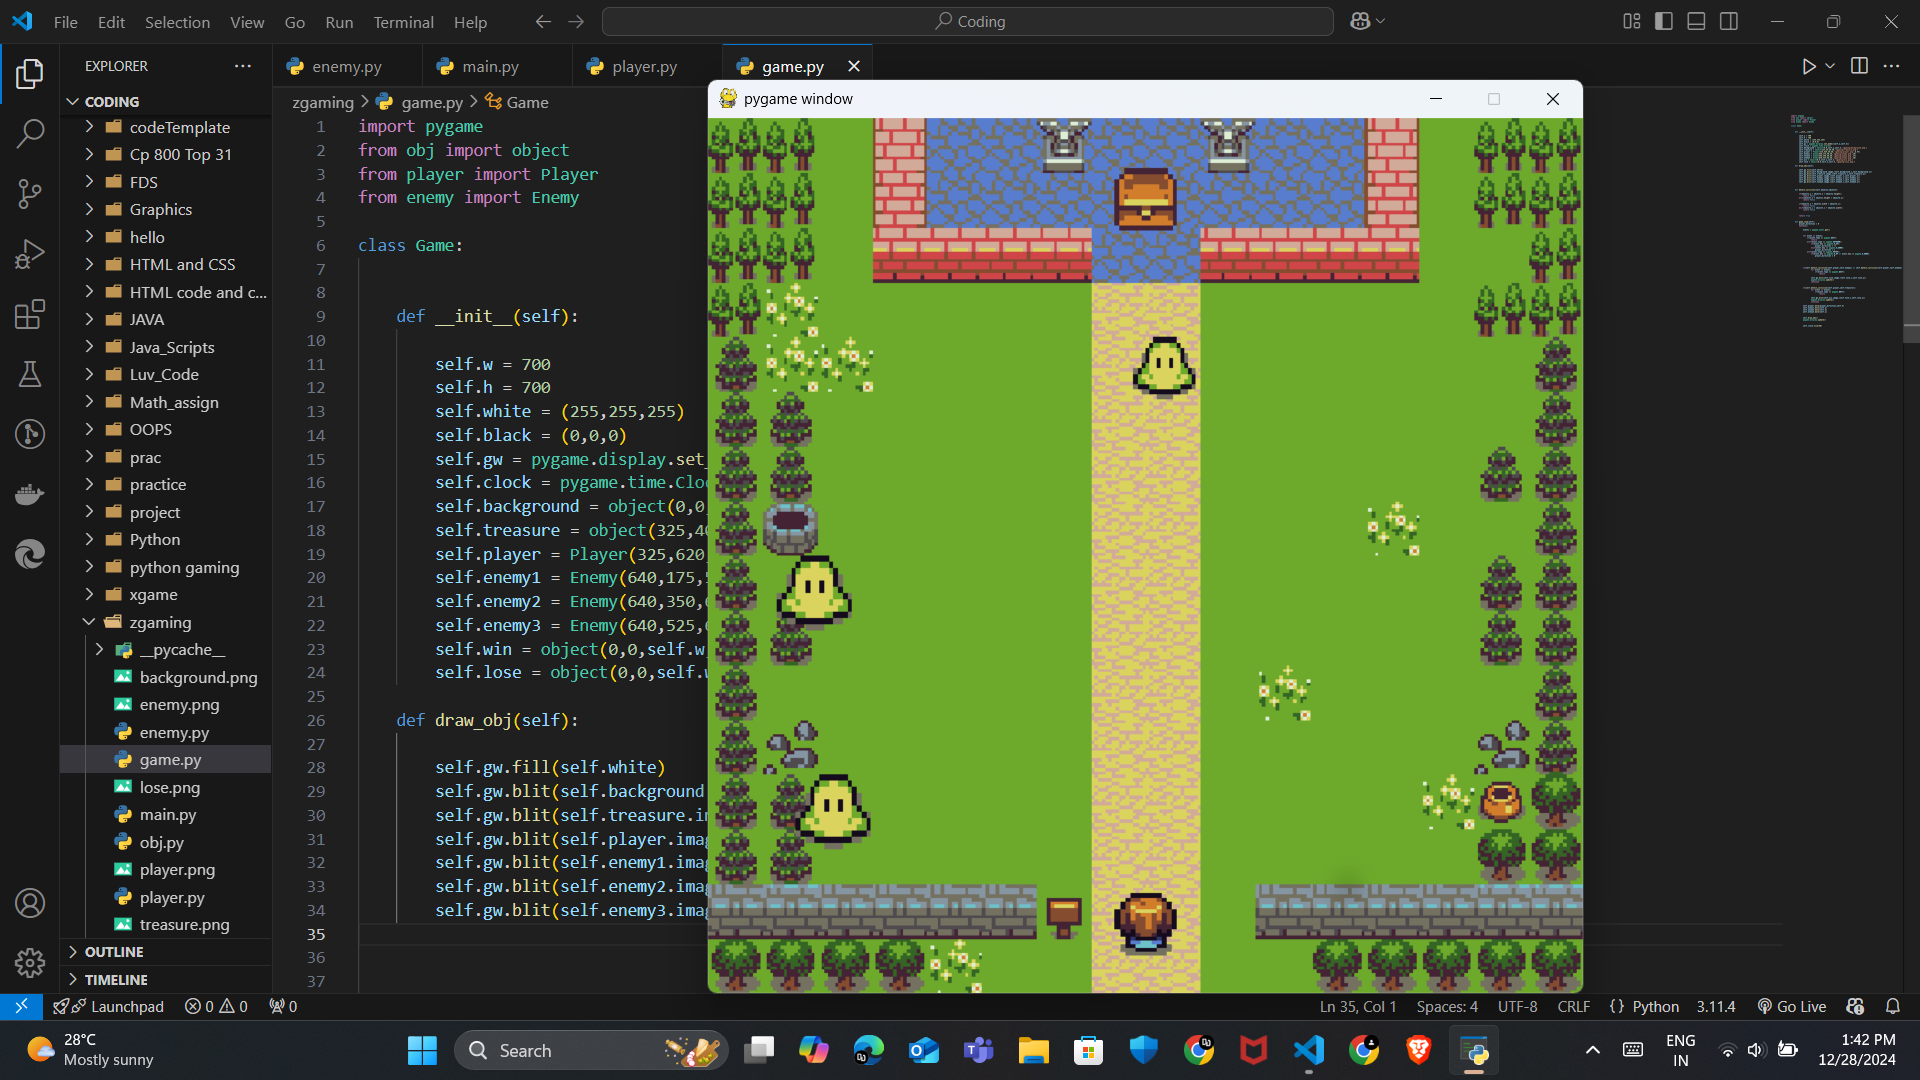 File Edit Selection View Go Run Terminal Help
Coding
EXPLORER
enemy.py
main.py
player.py
game.py
CODING
codeTemplate
Cp 800 Top 31
FDS
Graphics
hello
HTML and CSS
HTML code and c...
JAVA
Java_Scripts
Luv_Code
Math_assign
OOPS
prac
practice
project
Python
python gaming
xgame
zgaming
__pycache__
background.png
enemy.png
enemy.py
game.py
lose.png
main.py
obj.py
player.png
player.py
treasure.png
OUTLINE
TIMELINE
zgaming > game.py > Game
1 import pygame
2 from obj import object
3 from player import Player
4 from enemy import Enemy
5
6 class Game:
7
8
9 def __init__(self):
10
11 self.w = 700
12 self.h = 700
13 self.white = (255,255,255)
14 self.black = (0,0,0)
15 self.gw = pygame.display.set_
16 self.clock = pygame.time.Clo
17 self.background = object(0,0
18 self.treasure = object(325,4
19 self.player = Player(325,620
20 self.enemy1 = Enemy(640,175,
21 self.enemy2 = Enemy(640,350,
22 self.enemy3 = Enemy(640,525,
23 self.win = object(0,0,self.w
24 self.lose = object(0,0,self.
25
26 def draw_obj(self):
27
28 self.gw.fill(self.white)
29 self.gw.blit(self.background
30 self.gw.blit(self.treasure.i
31 self.gw.blit(self.player.imag
32 self.gw.blit(self.enemy1.imag
33 self.gw.blit(self.enemy2.imag
34 self.gw.blit(self.enemy3.imag
35
36
37
pygame window
Launchpad 0 0 0
Ln 35, Col 1 Spaces: 4 UTF-8 CRLF {} Python 3.11.4 Go Live
28°C
Mostly sunny
Search
ENG
IN
1:42 PM
12/28/2024